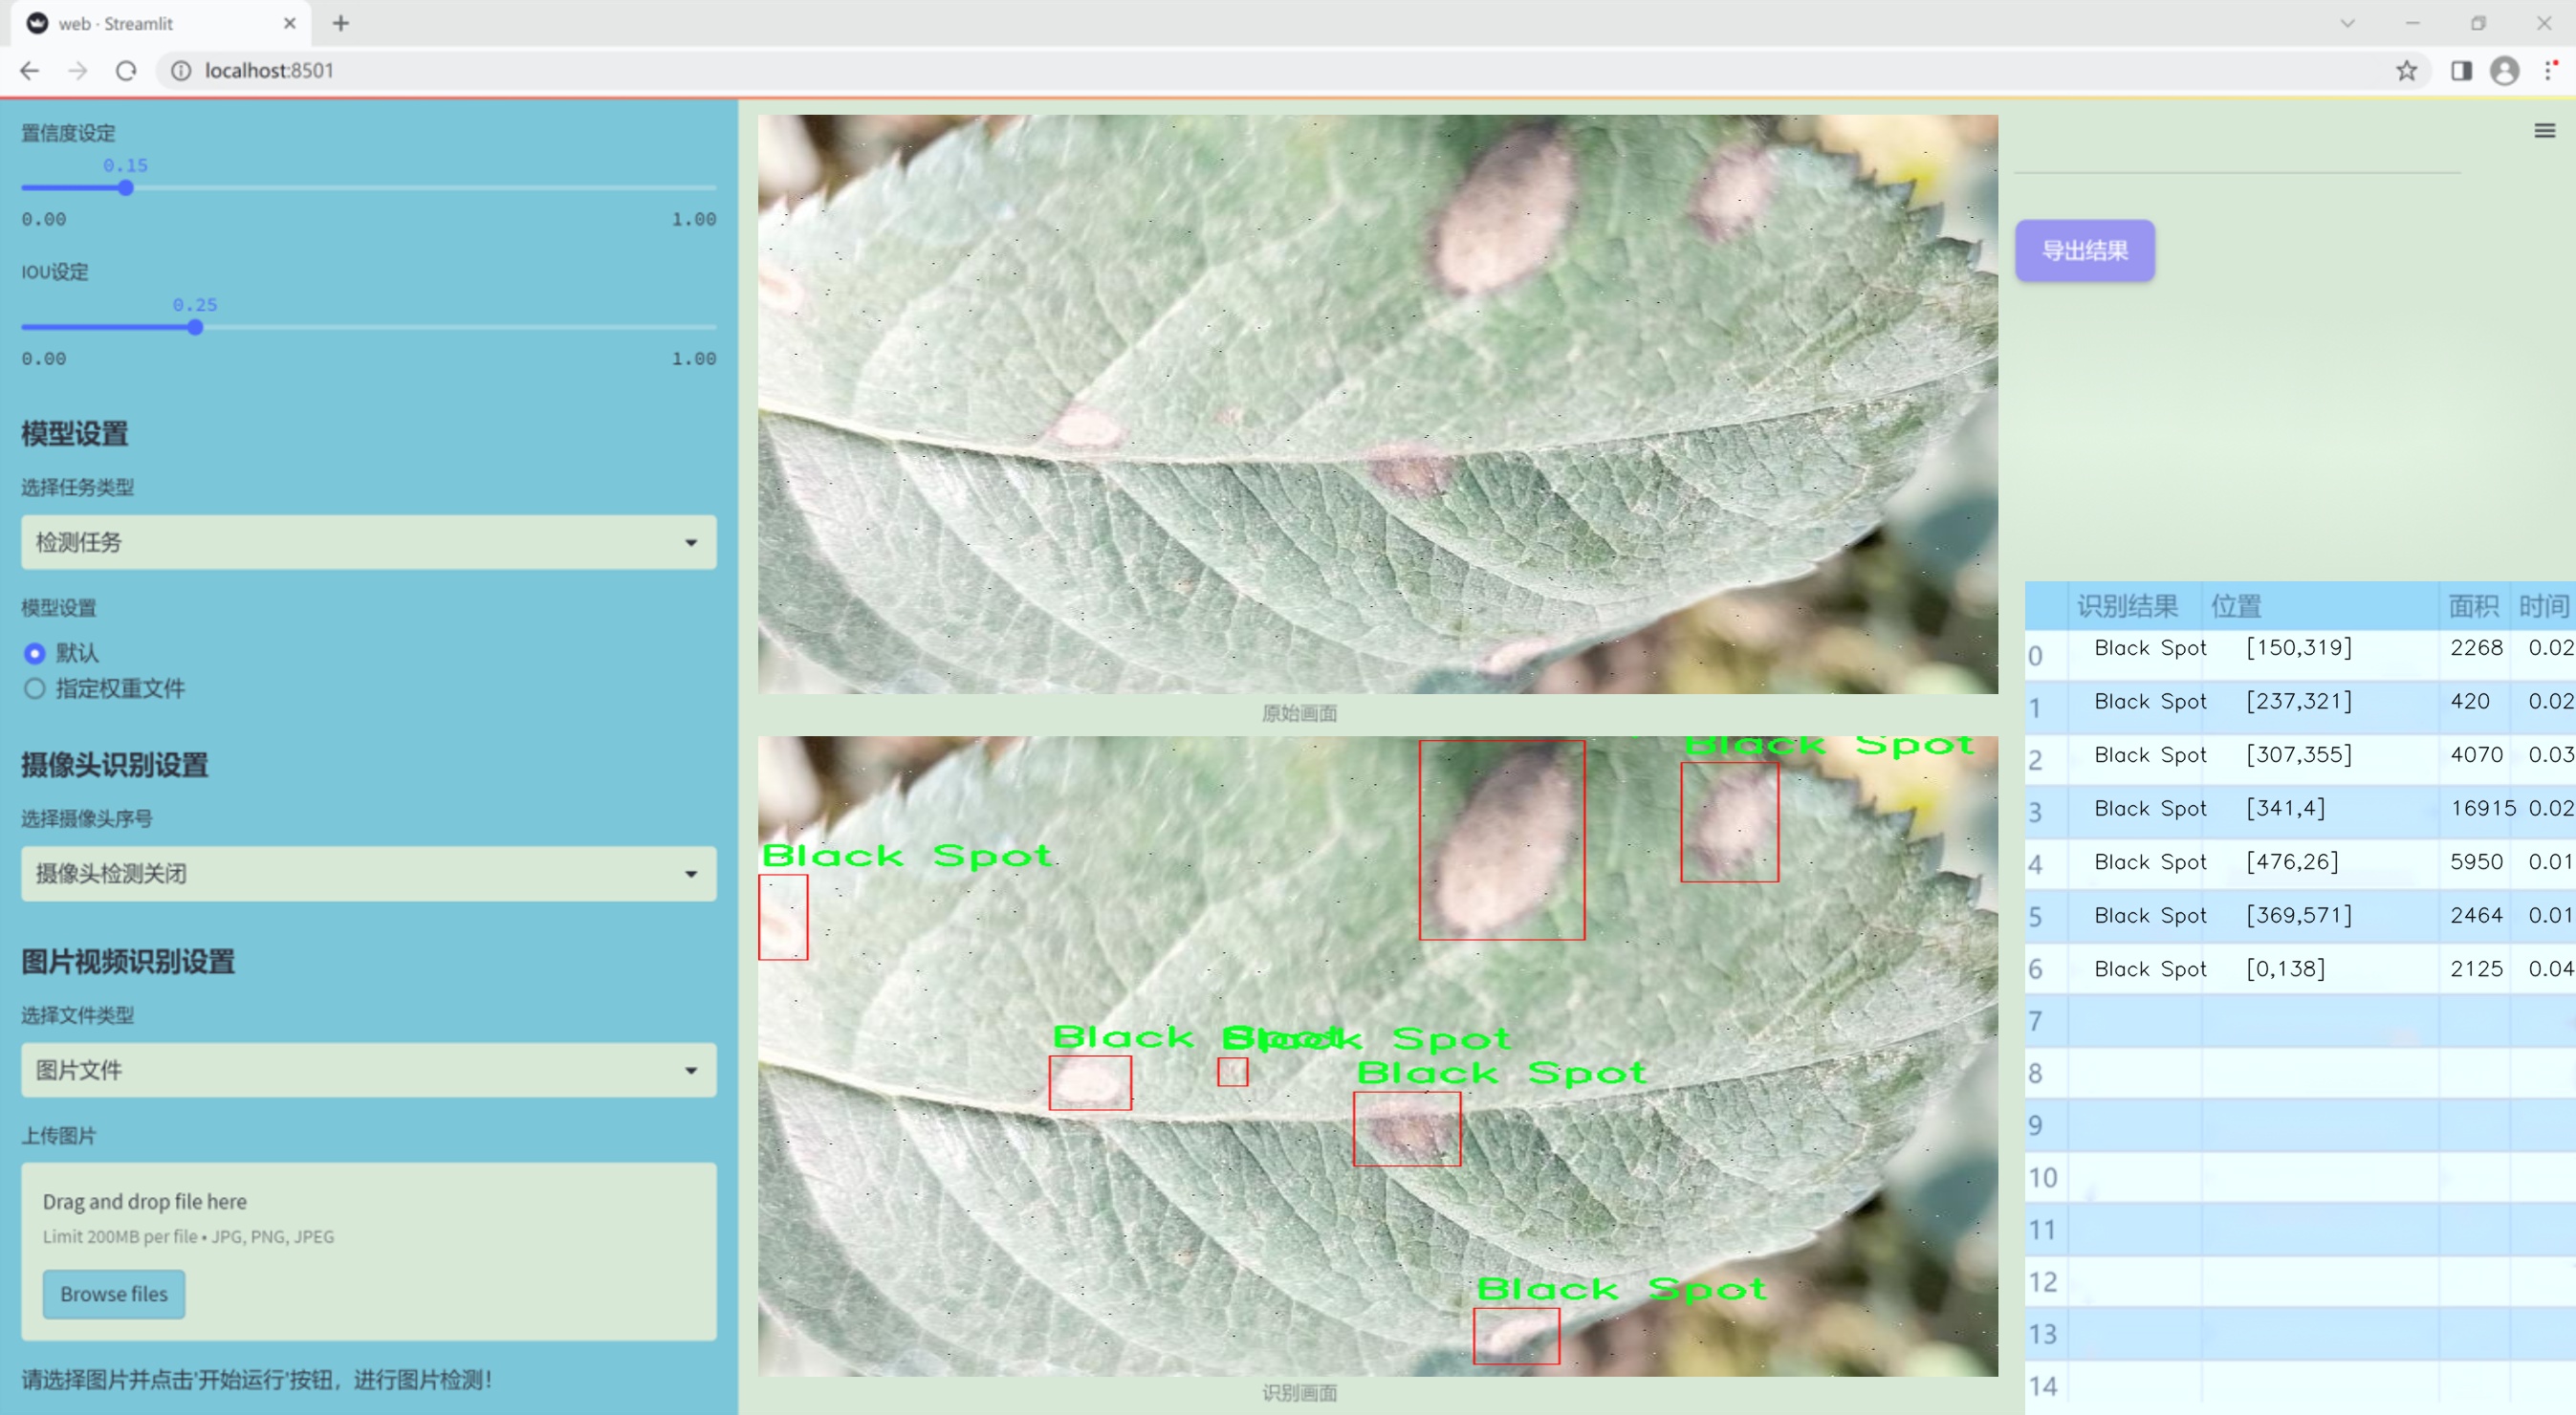 web · Streamlit
localhost:8501
置信度设定
0.15
0.00 1.00
IOU设定
0.25
0.00 1.00
模型设置
选择任务类型
检测任务
模型设置
默认
指定权重文件
摄像头识别设置
选择摄像头序号
摄像头检测关闭
图片视频识别设置
选择文件类型
图片文件
上传图片
Drag and drop file here
Limit 200MB per file • JPG, PNG, JPEG
Browse files
请选择图片并点击'开始运行'按钮，进行图片检测!
原始画面
Black Spot
Black Spot
Black Spot
Black Spot
Black Spot
Black Spot
识别画面
导出结果
识别结果 位置 面积 时间
0 Black Spot [150,319] 2268 0.02
1 Black Spot [237,321] 420 0.02
2 Black Spot [307,355] 4070 0.03
3 Black Spot [341,4] 16915 0.02
4 Black Spot [476,26] 5950 0.01
5 Black Spot [369,571] 2464 0.01
6 Black Spot [0,138] 2125 0.04
7
8
9
10
11
12
13
14